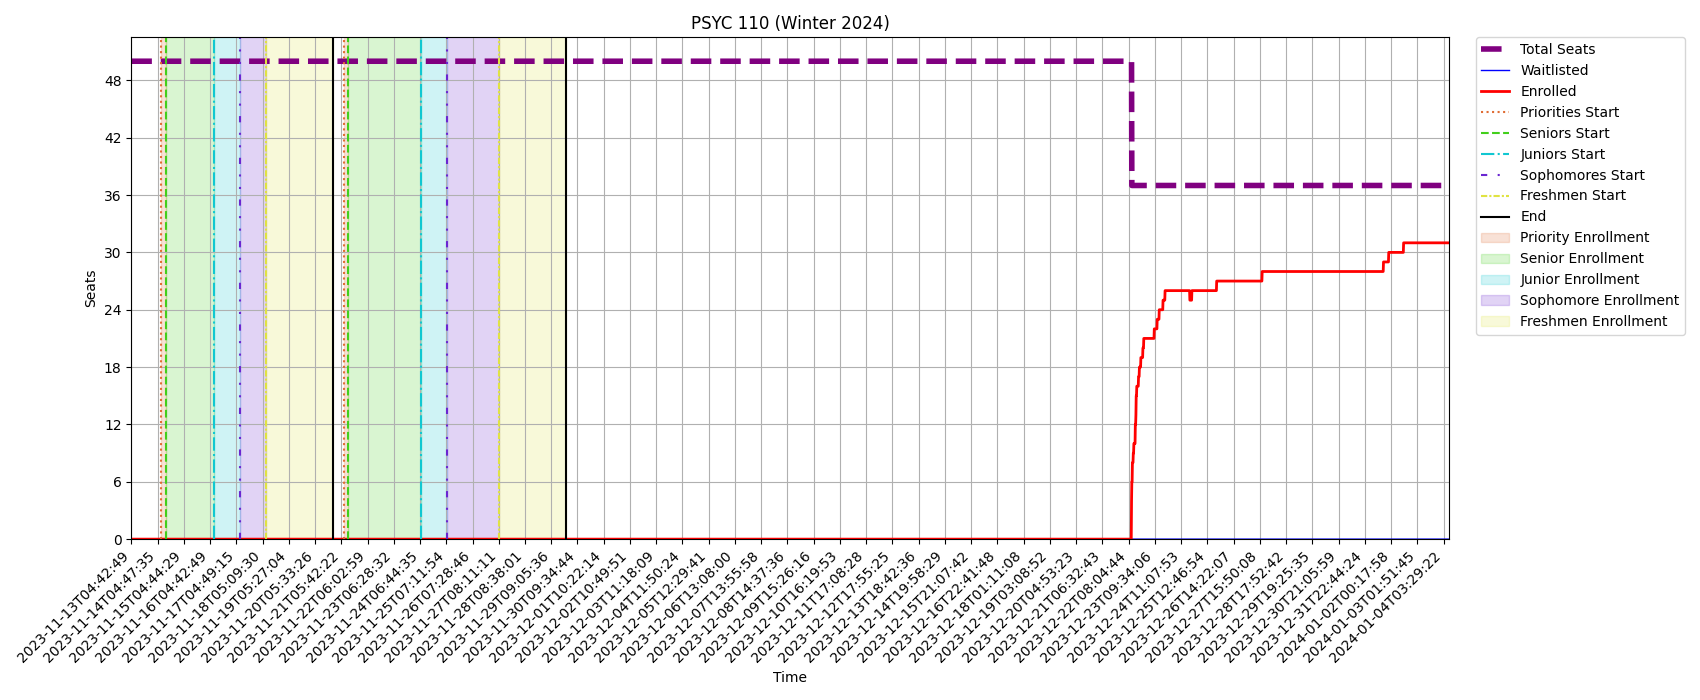 PSYC 110 (Winter 2024)
Seats
48
42
36
30
24
18
12
6
0
2023-11-13T04:42:49
2023-11-14T04:47:35
2023-11-15T04:44:29
2023-11-16T04:42:49
2023-11-17T04:49:15
2023-11-18T05:09:30
2023-11-19T05:27:04
2023-11-20T05:33:26
2023-11-21T05:42:22
2023-11-22T06:02:59
2023-11-23T06:28:32
2023-11-24T06:44:35
2023-11-25T07:11:54
2023-11-26T07:28:46
2023-11-27T08:11:11
2023-11-28T08:38:01
2023-11-29T09:05:36
2023-11-30T09:34:44
2023-12-01T10:22:14
2023-12-02T10:49:51
2023-12-03T11:18:09
2023-12-04T11:50:24
2023-12-05T12:29:41
2023-12-06T13:08:00
2023-12-07T13:55:58
2023-12-08T14:37:36
2023-12-09T15:26:16
2023-12-10T16:19:53
2023-12-11T17:08:28
2023-12-12T17:55:25
2023-12-13T18:42:36
2023-12-14T19:58:29
2023-12-15T21:07:42
2023-12-16T22:41:48
2023-12-18T01:11:08
2023-12-19T03:08:52
2023-12-20T04:53:23
2023-12-21T06:32:43
2023-12-22T08:04:44
2023-12-23T09:34:06
2023-12-24T11:07:53
2023-12-25T12:46:54
2023-12-26T14:22:07
2023-12-27T15:50:08
2023-12-28T17:52:42
2023-12-29T19:25:35
2023-12-30T21:05:59
2023-12-31T22:44:24
2024-01-02T00:17:58
2024-01-03T01:51:45
2024-01-04T03:29:22
Time
Total Seats
Waitlisted
Enrolled
Priorities Start
Seniors Start
Juniors Start
Sophomores Start
Freshmen Start
End
Priority Enrollment
Senior Enrollment
Junior Enrollment
Sophomore Enrollment
Freshmen Enrollment